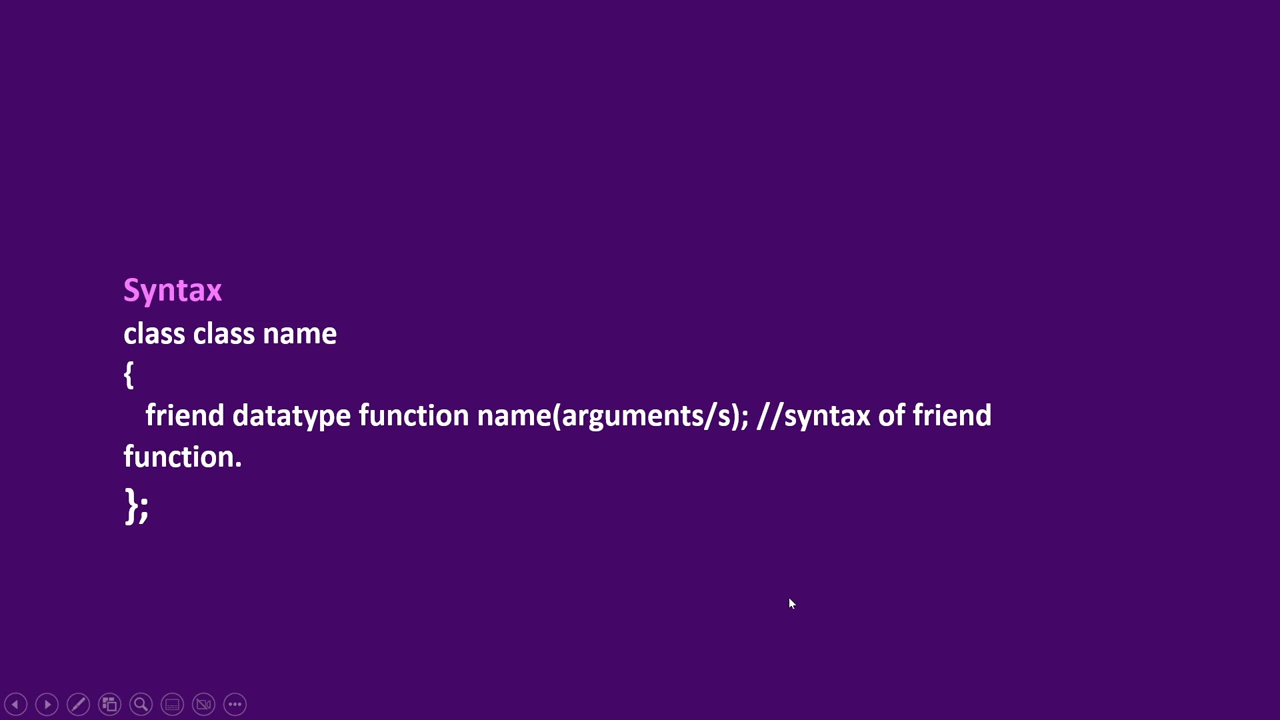 Syntax
class class name
{
friend datatype function name(arguments/s); //syntax of friend
function.
};